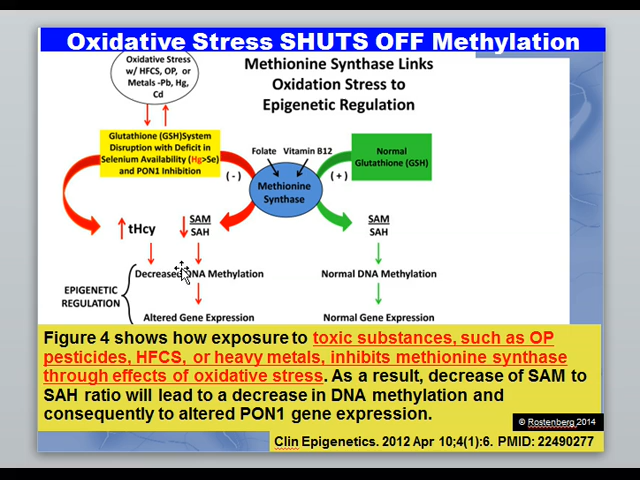 Oxidative Stress SHUTS OFF Methylation
Oxidative Stress
w/ HFCS, OP, or
Metals -Pb, Hg,
Cd
Methionine Synthase Links
Oxidation Stress to
Epigenetic Regulation
Glutathione (GSH)System
Disruption with Deficit in
Selenium Availability (Hg>Se)
and PON1 Inhibition
Folate
Vitamin B12
Normal
Glutathione (GSH)
(-)
(+)
Methionine
Synthase
tHcy
SAM
SAH
SAM
SAH
EPIGENETIC
REGULATION
Decreased DNA Methylation
Normal DNA Methylation
Altered Gene Expression
Normal Gene Expression
Figure 4 shows how exposure to toxic substances, such as OP
pesticides, HFCS, or heavy metals, inhibits methionine synthase
through effects of oxidative stress. As a result, decrease of SAM to
SAH ratio will lead to a decrease in DNA methylation and
consequently to altered PON1 gene expression.
© Rostenberg 2014
Clin Epigenetics. 2012 Apr 10;4(1):6. PMID: 22490277